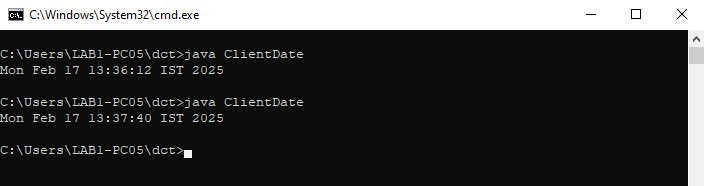 C:\Windows\System32\cmd.exe
C:\Users\LAB1-PC05\dct>java ClientDate
Mon Feb 17 13:36:12 IST 2025
C:\Users\LAB1-PC05\dct>java ClientDate
Mon Feb 17 13:37:40 IST 2025
C:\Users\LAB1-PC05\dct>